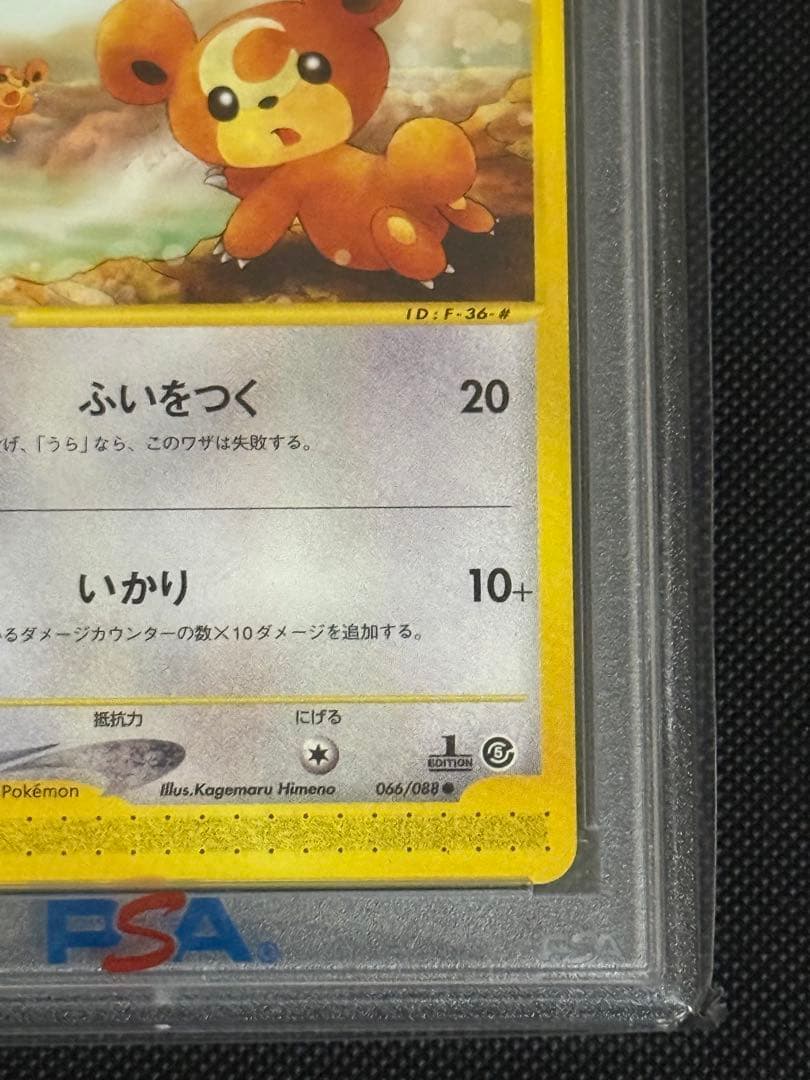 ID:F-36-#
ふいをつく 20
げ、「うら」なら、このワザは失敗する。
いかり 10+
るダメージカウンターの数×10ダメージを追加する。
抵抗力 にげる
1 EDITION 5
Pokémon Illus.Kagemaru Himeno 066/088
PSA
PSA